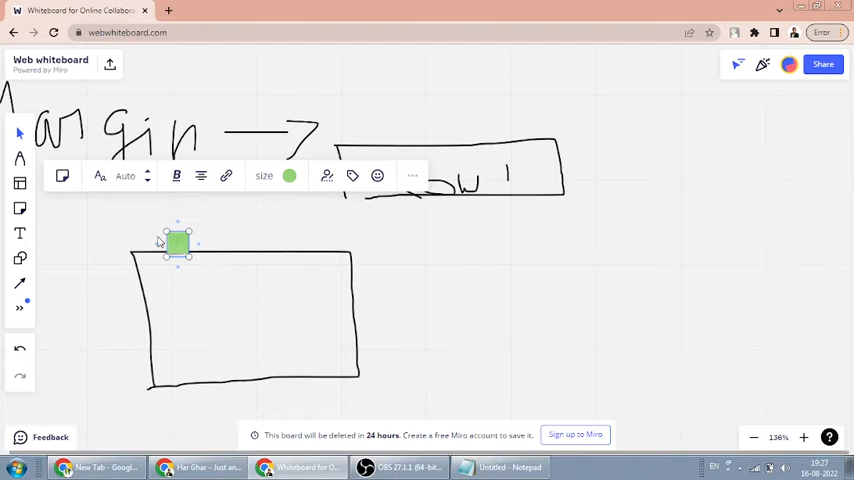 Whiteboard for Online Collabora
webwhiteboard.com
Error
Web whiteboard
Powered by Miro
Share
argin
Aa Auto B size
Feedback
This board will be deleted in 24 hours. Create a free Miro account to save it.
Sign up to Miro
136%
?
New Tab - Googl...
Har Ghar – Just an...
Whiteboard for O...
OBS 27.1.1 (64-bit...
Untitled - Notepad
EN
19:27
16-08-2022